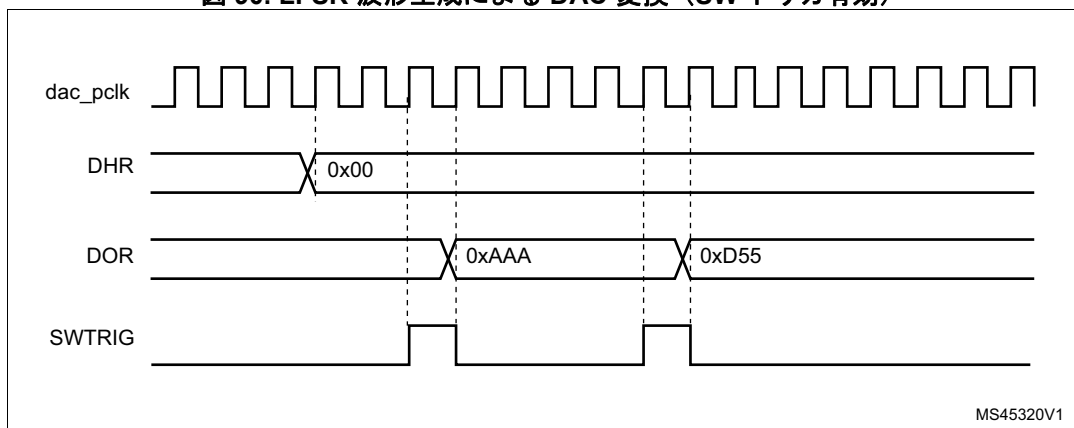 dac_pclk
DHR
0x00
DOR
0xAAA
0xD55
SWTRIG
MS45320V1